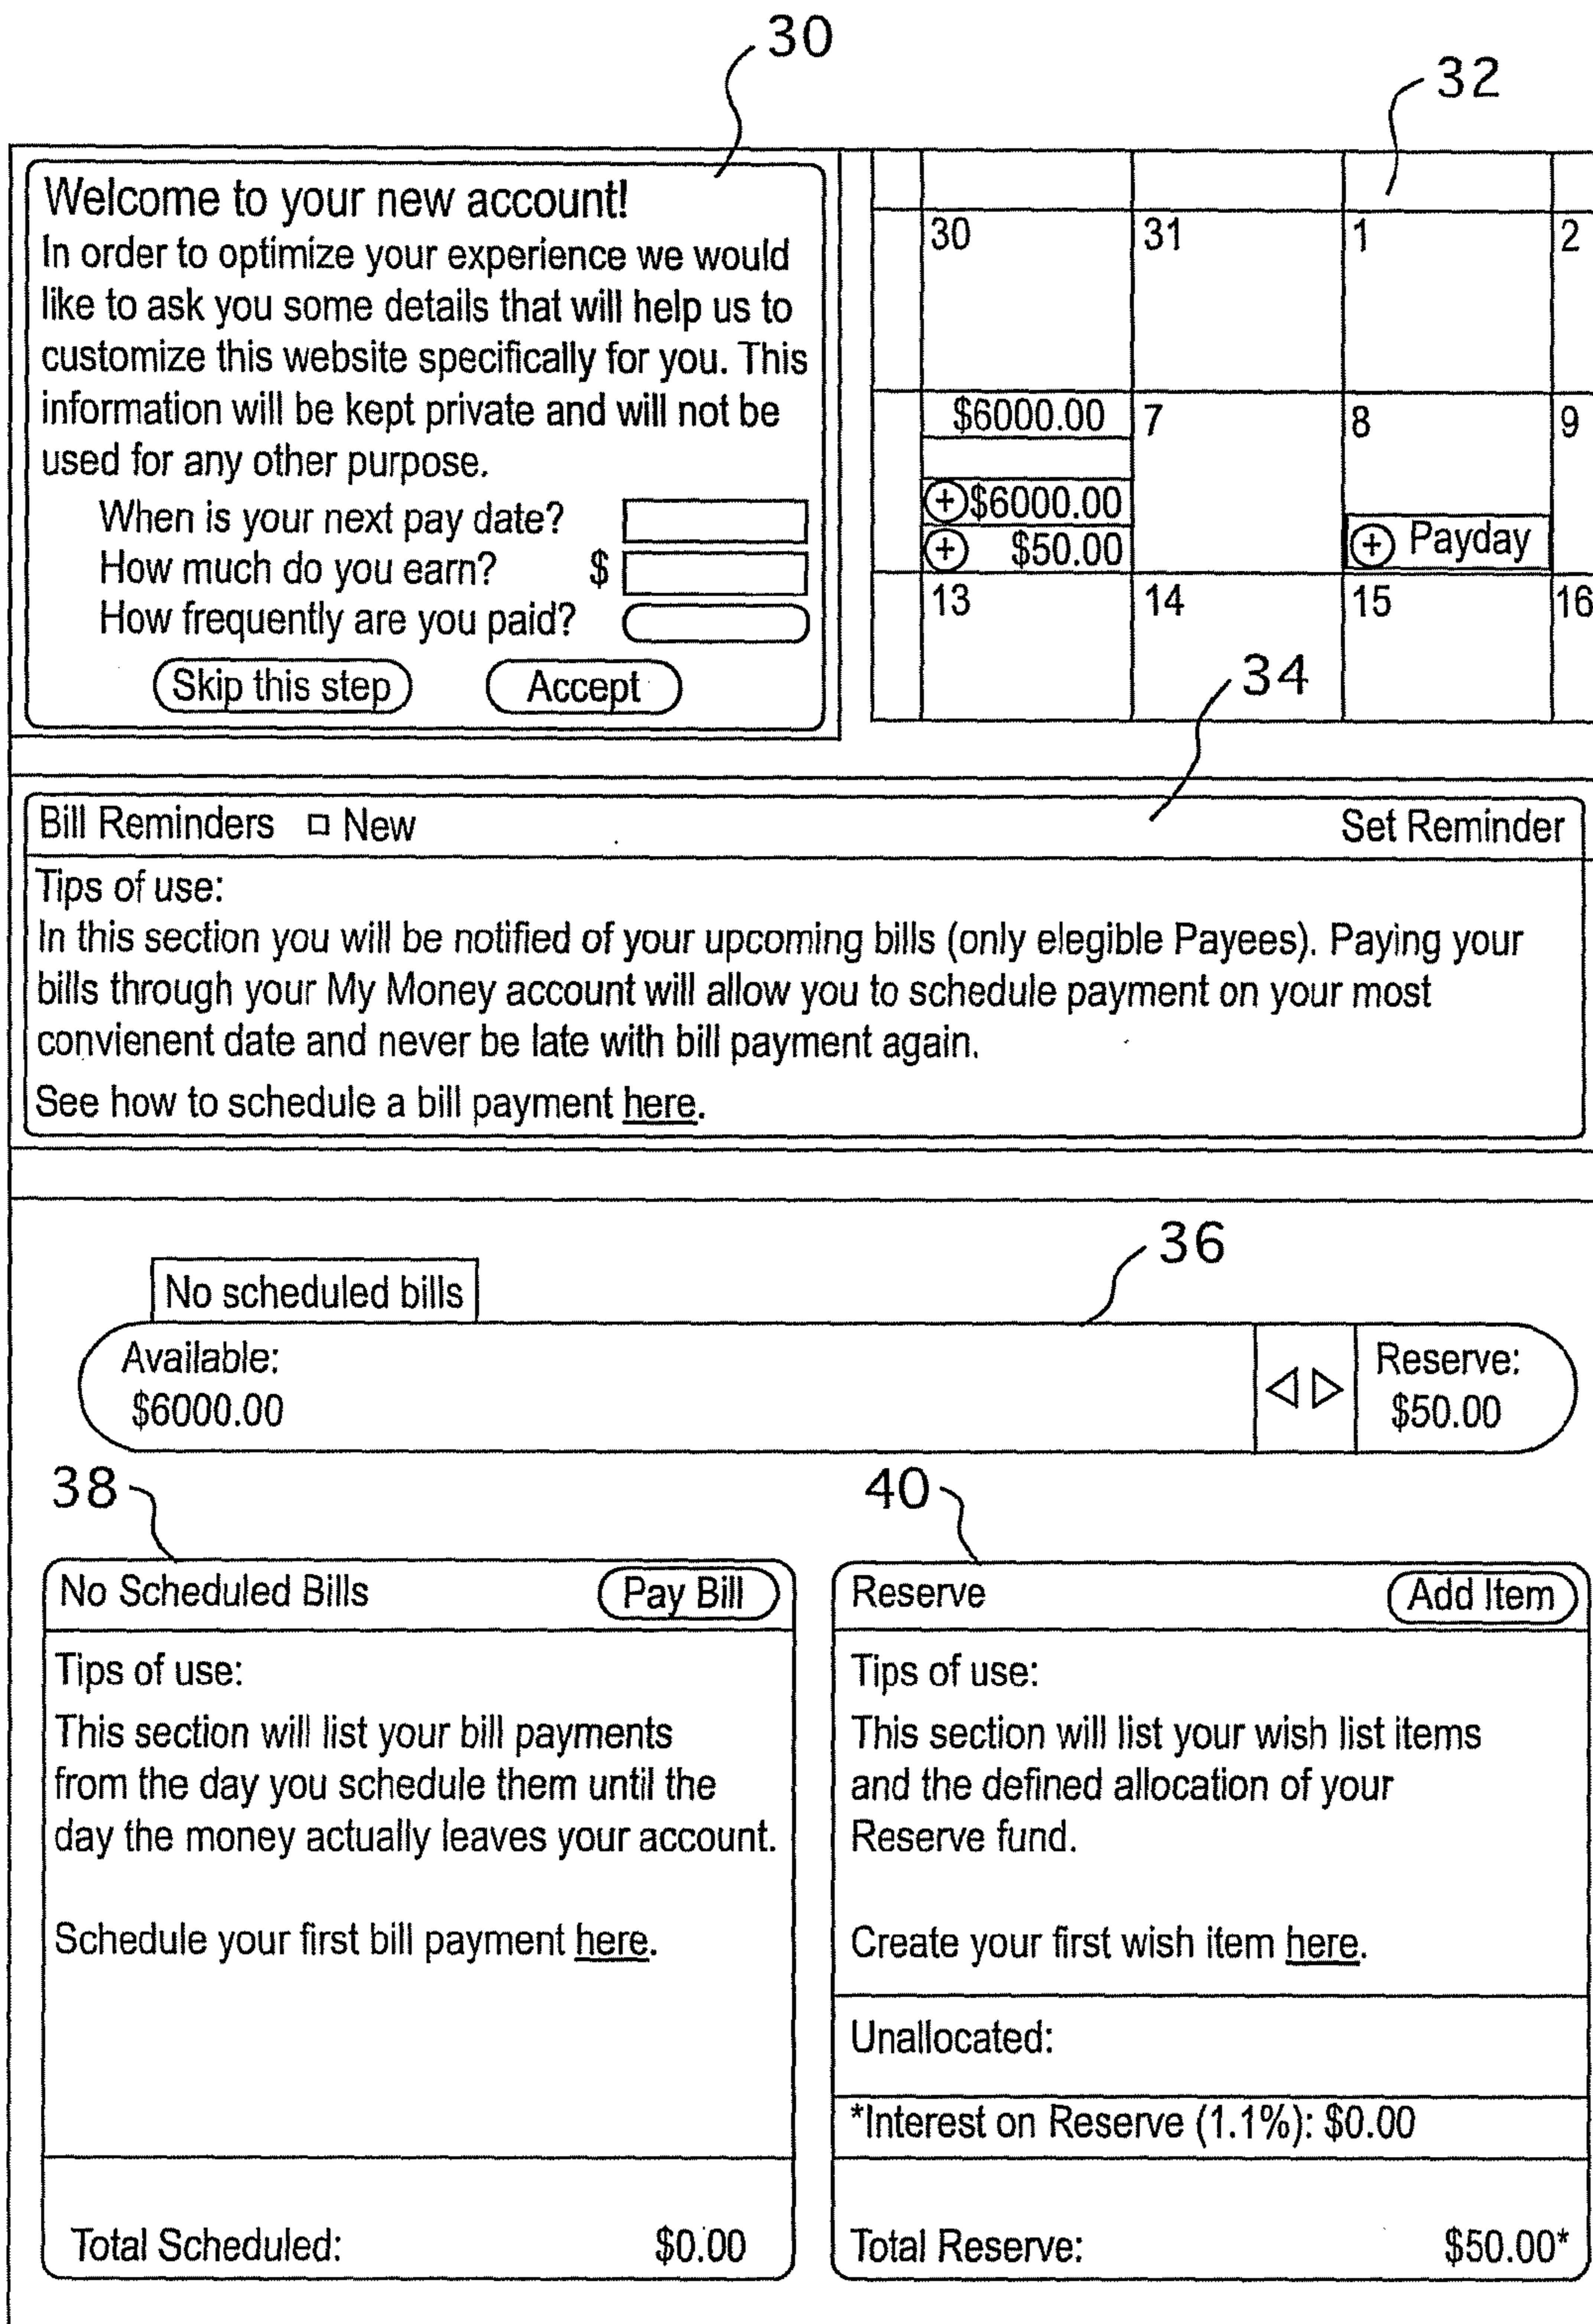 30
32
Welcome to your new account!
In order to optimize your experience we would
like to ask you some details that will help us to
customize this website specifically for you. This
information will be kept private and will not be
used for any other purpose.
When is your next pay date?
How much do you earn? $
How frequently are you paid?
Skip this step Accept
30 31 1 2
$6000.00 7 8 9
+ $6000.00
+ $50.00 + Payday
13 14 15 16
34
Bill Reminders □ New Set Reminder
Tips of use:
In this section you will be notified of your upcoming bills (only elegible Payees). Paying your
bills through your My Money account will allow you to schedule payment on your most
convienent date and never be late with bill payment again.
See how to schedule a bill payment here.
36
No scheduled bills
Available:
$6000.00
Reserve:
$50.00
38
No Scheduled Bills Pay Bill
Tips of use:
This section will list your bill payments
from the day you schedule them until the
day the money actually leaves your account.
Schedule your first bill payment here.
Total Scheduled: $0.00
40
Reserve Add Item
Tips of use:
This section will list your wish list items
and the defined allocation of your
Reserve fund.
Create your first wish item here.
Unallocated:
*Interest on Reserve (1.1%): $0.00
Total Reserve: $50.00*